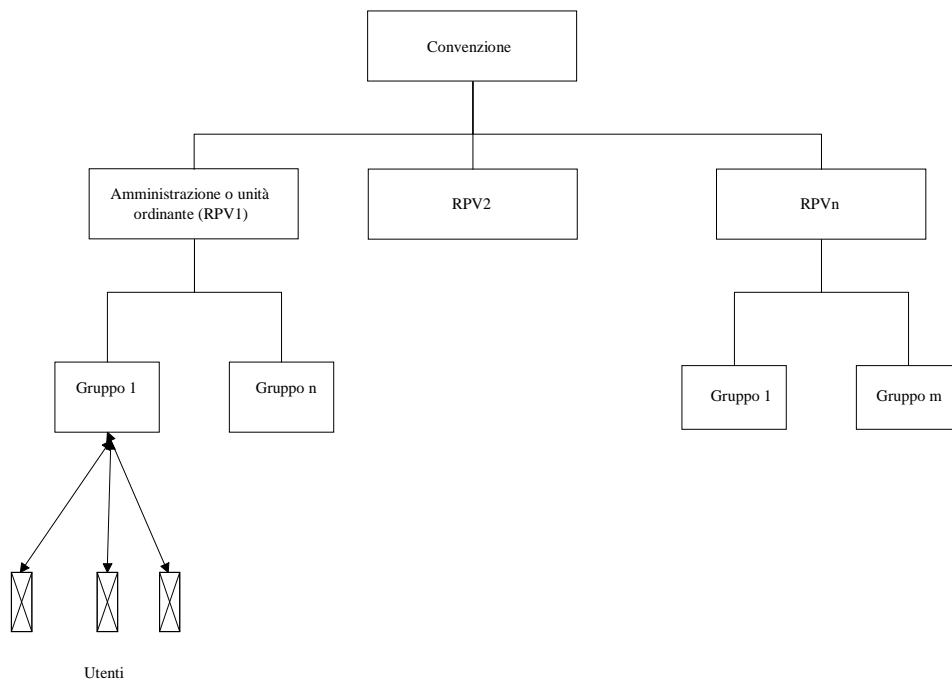 Convenzione
Amministrazione o unità
ordinante (RPV1)
RPV2
RPVn
Gruppo 1
Gruppo n
Gruppo 1
Gruppo m
Utenti